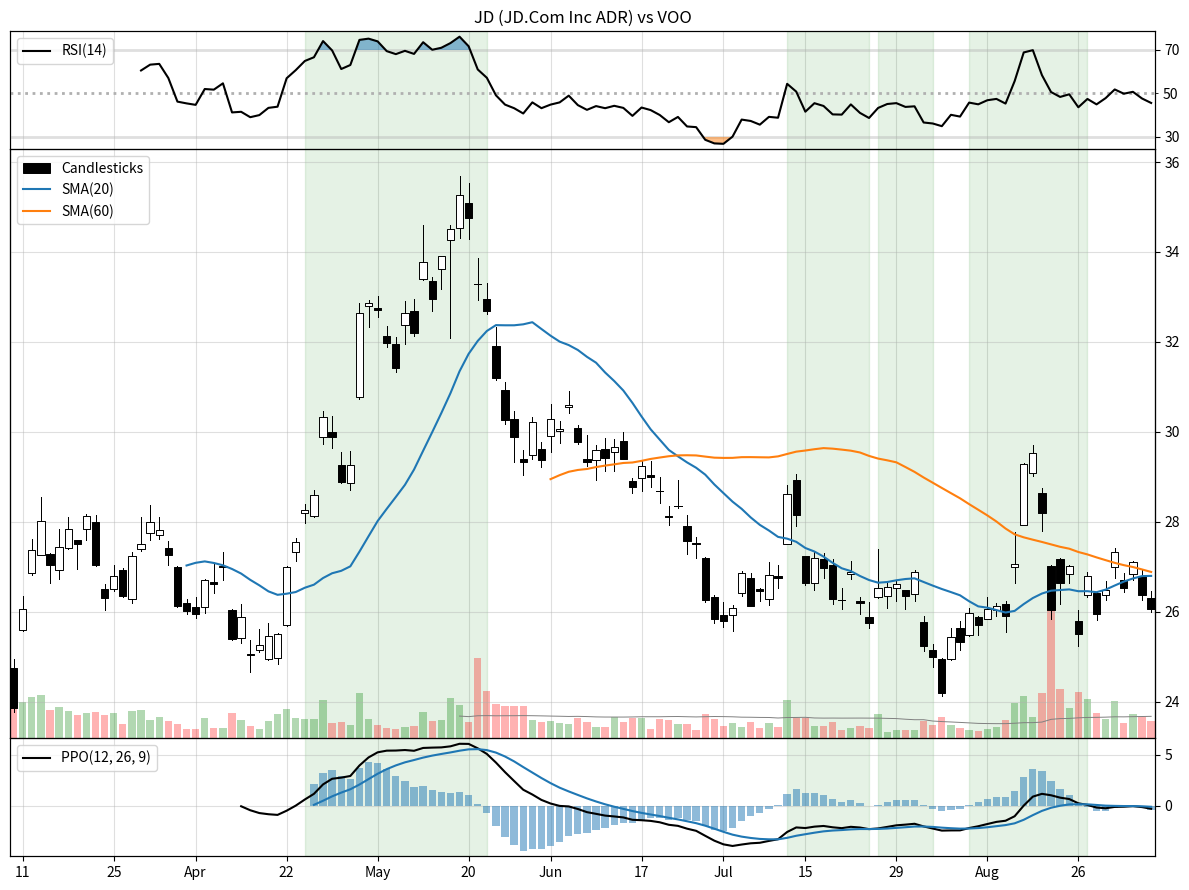 JD (JD.Com Inc ADR) vs VOO
RSI(14)
70
50
30
Candlesticks
SMA(20)
SMA(60)
36
34
32
30
28
26
24
PPO(12, 26, 9)
5
0
11 25 Apr 22 May 20 Jun 17 Jul 15 29 Aug 26